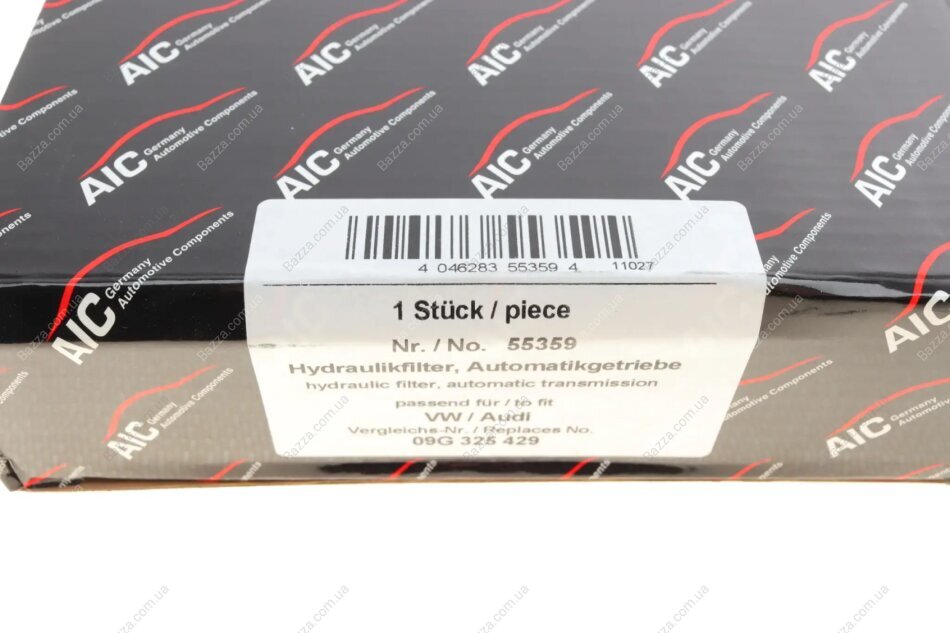 AIC Germany Automotive Components
4 046283 55359 4 11027
1 Stück / piece
Nr. / No. 55359
Hydraulikfilter, Automatikgetriebe
hydraulic filter, automatic transmission
passend für / to fit
VW / Audi
Vergleichs-Nr. / Replaces No.
09G 325 429
Bazza.com.ua